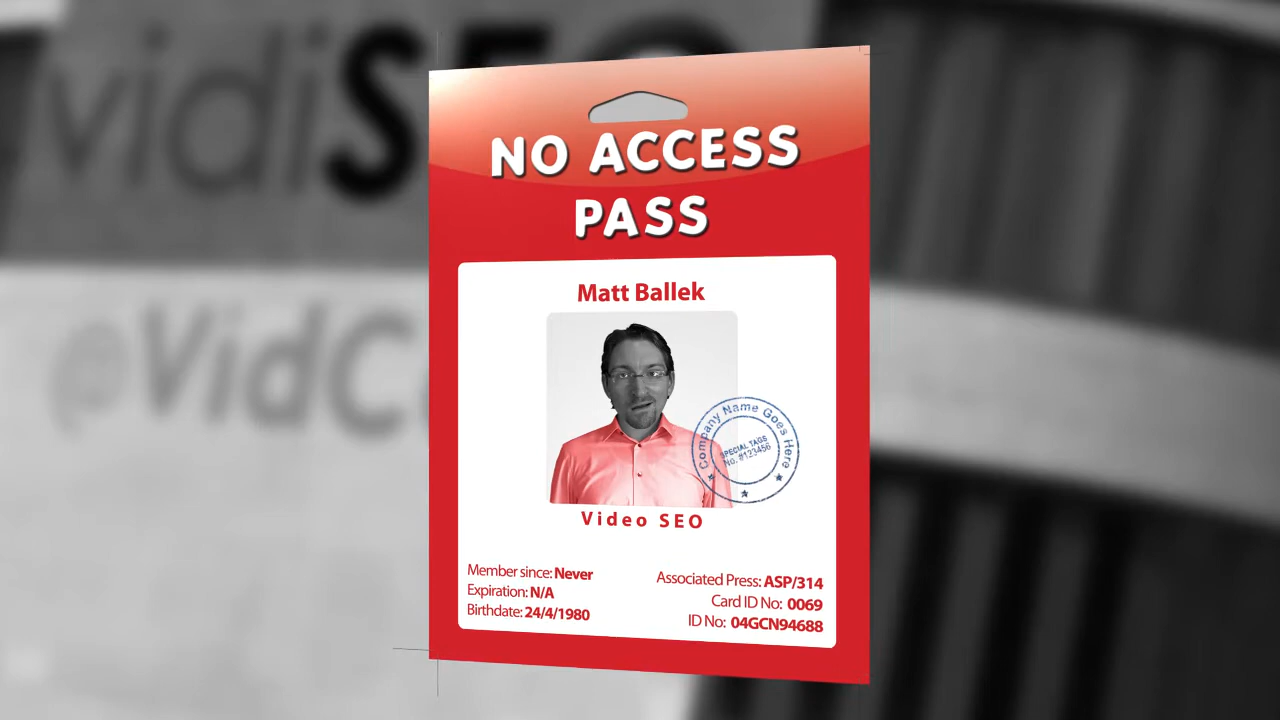 vidiSEO
@VidC
NO ACCESS
PASS
Matt Ballek
Company Name Goes Here
SPECIAL TAGS
No. #123456
Video SEO
Member since: Never
Expiration: N/A
Birthdate: 24/4/1980
Associated Press: ASP/314
Card ID No: 0069
ID No: 04GCN94688